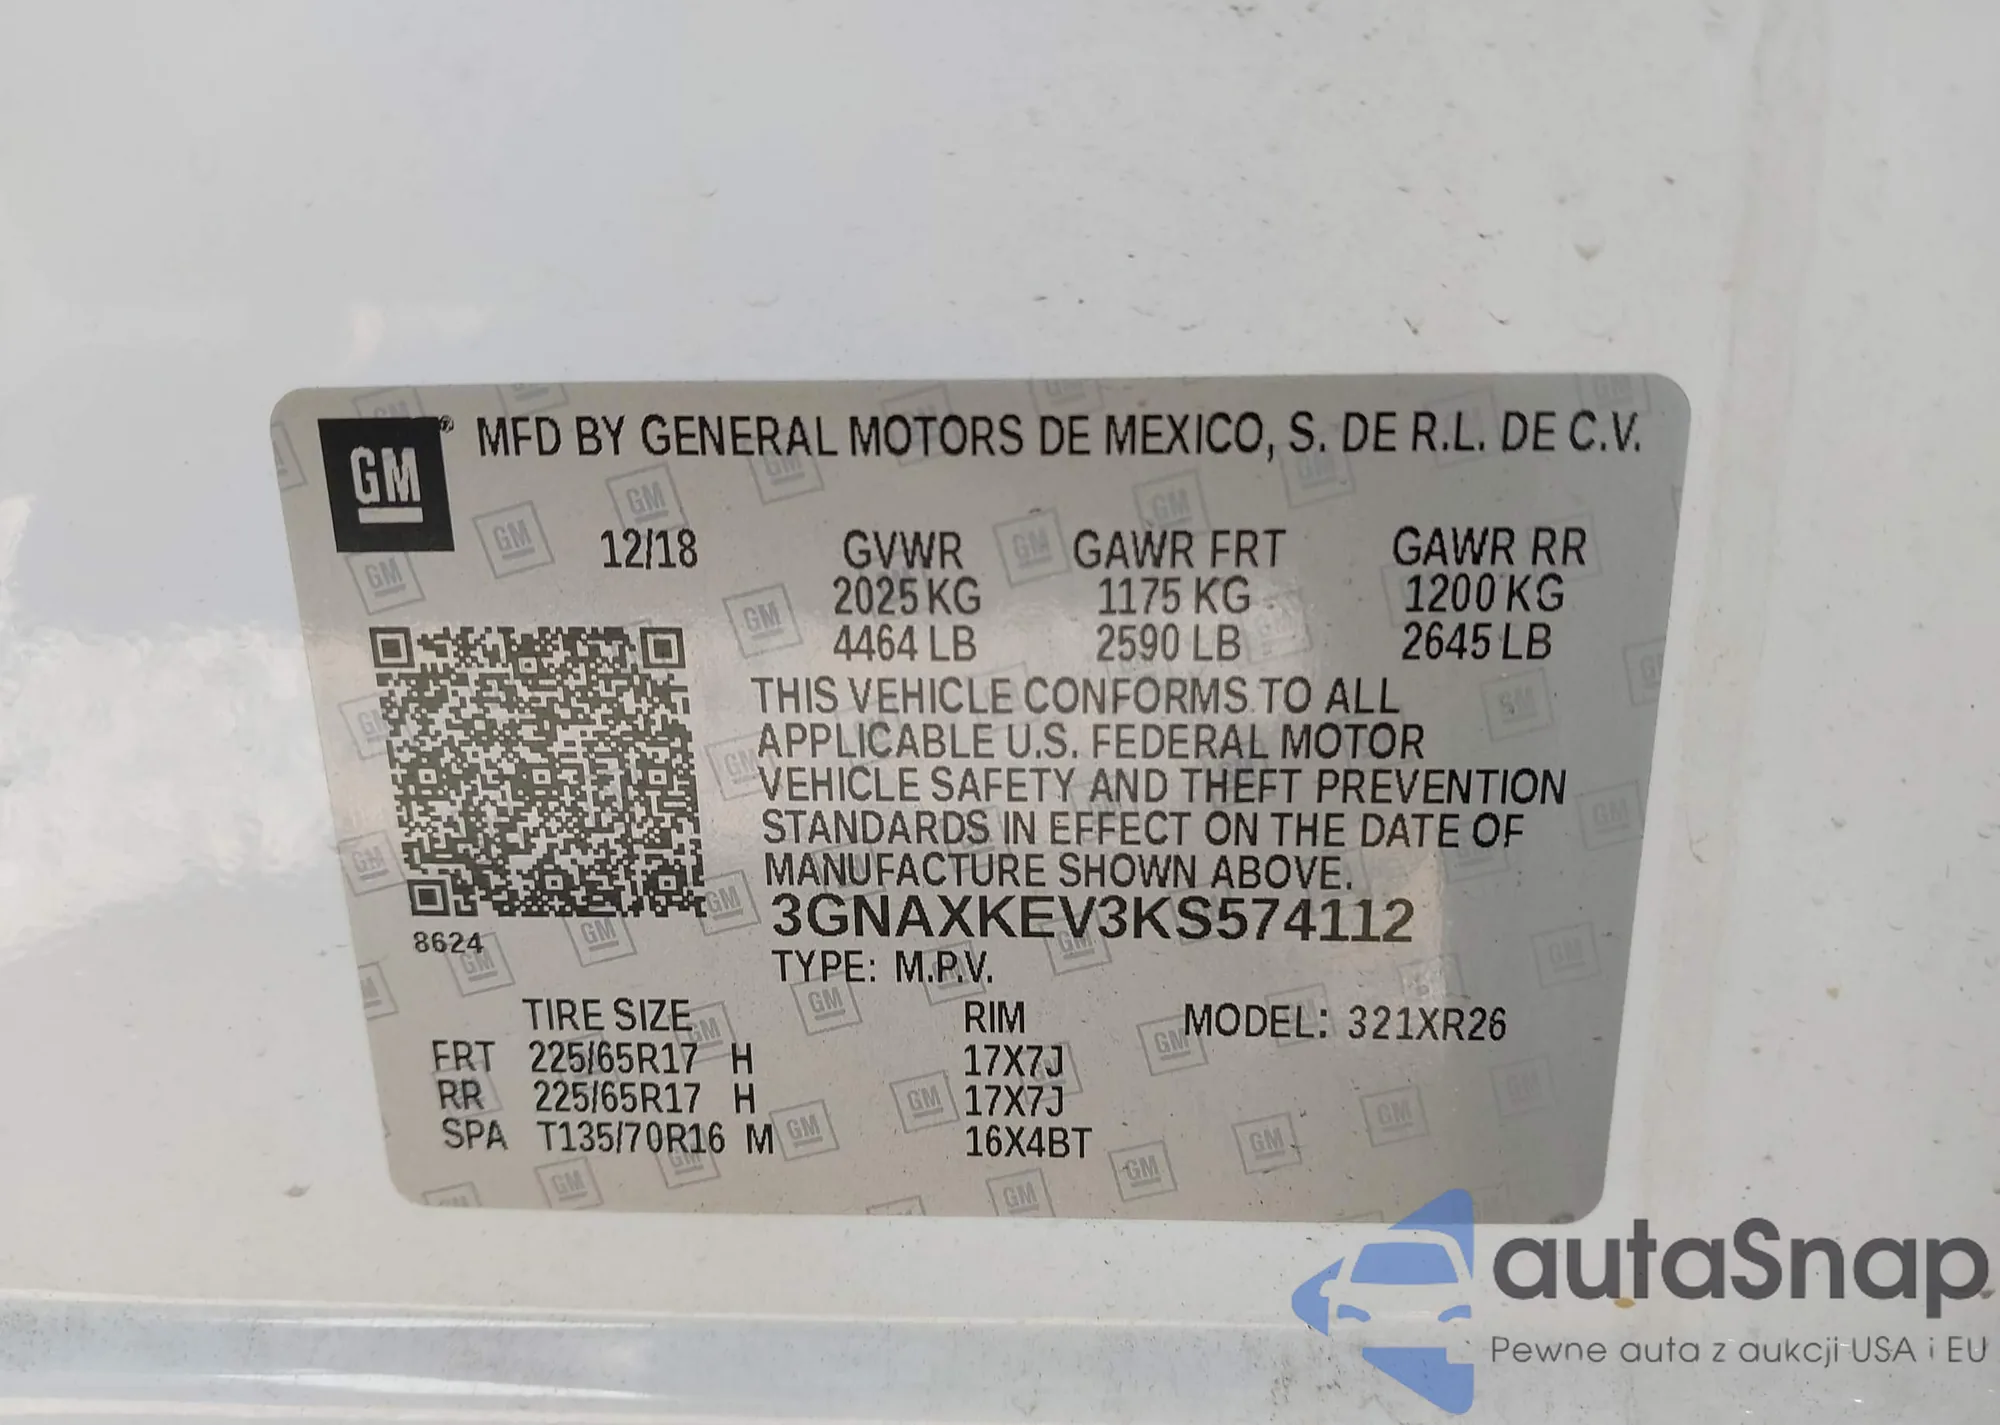 GM® MFD BY GENERAL MOTORS DE MEXICO, S. DE R.L. DE C.V.
12/18 GVWR GAWR FRT GAWR RR
2025 KG 1175 KG 1200 KG
4464 LB 2590 LB 2645 LB
THIS VEHICLE CONFORMS TO ALL
APPLICABLE U.S. FEDERAL MOTOR
VEHICLE SAFETY AND THEFT PREVENTION
STANDARDS IN EFFECT ON THE DATE OF
MANUFACTURE SHOWN ABOVE.
3GNAXKEV3KS574112
8624
TYPE: M.P.V.
TIRE SIZE RIM MODEL: 321XR26
FRT 225/65R17 H 17X7J
RR 225/65R17 H 17X7J
SPA T135/70R16 M 16X4BT
autaSnap
Pewne auta z aukcji USA i EU